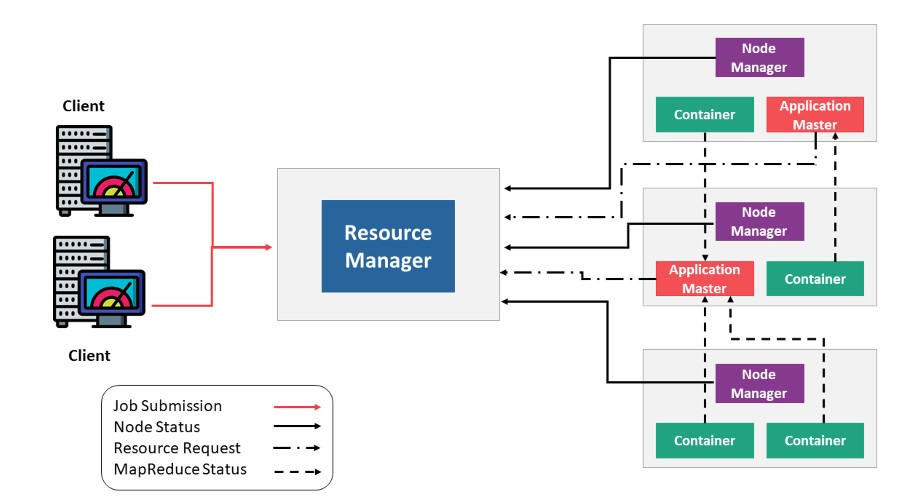 Client
Client
Job Submission
Node Status
Resource Request
MapReduce Status
Resource
Manager
Node
Manager
Container
Application
Master
Node
Manager
Application
Master
Container
Node
Manager
Container
Container